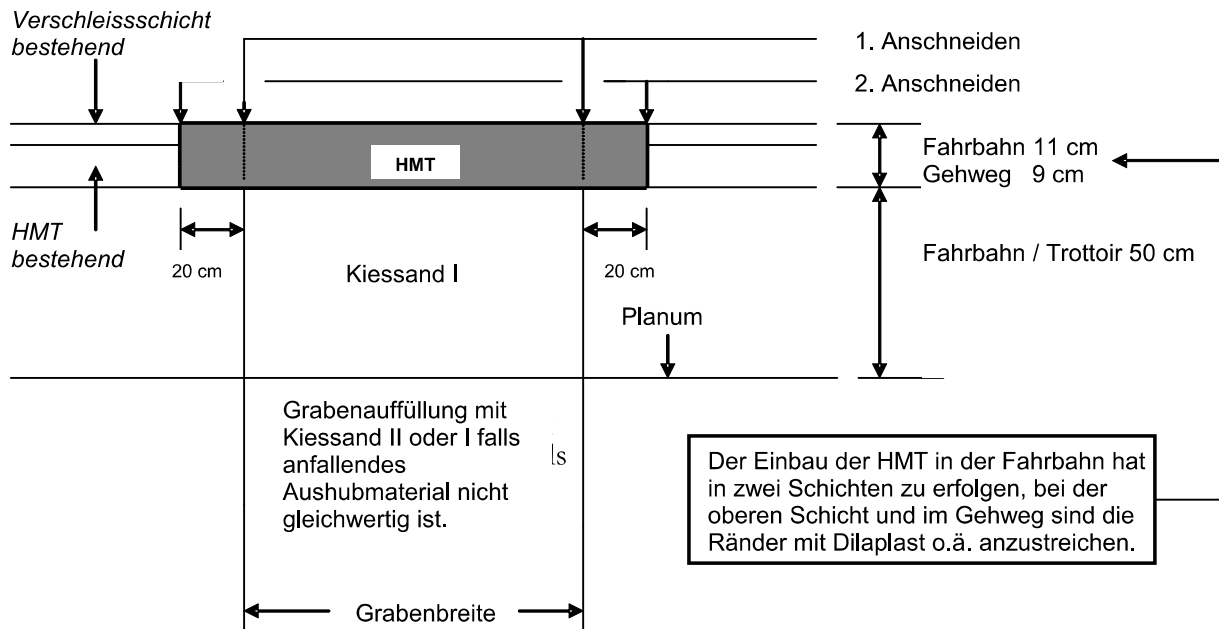 Verschleissschicht
bestehend
1. Anschneiden
2. Anschneiden
HMT
Fahrbahn 11 cm
Gehweg 9 cm
HMT
bestehend
20 cm
20 cm
Kiessand I
Fahrbahn / Trottoir 50 cm
Planum
Grabenauffüllung mit
Kiessand II oder I falls
anfallendes
Aushubmaterial nicht
gleichwertig ist.
ls
Der Einbau der HMT in der Fahrbahn hat
in zwei Schichten zu erfolgen, bei der
oberen Schicht und im Gehweg sind die
Ränder mit Dilaplast o.ä. anzustreichen.
Grabenbreite